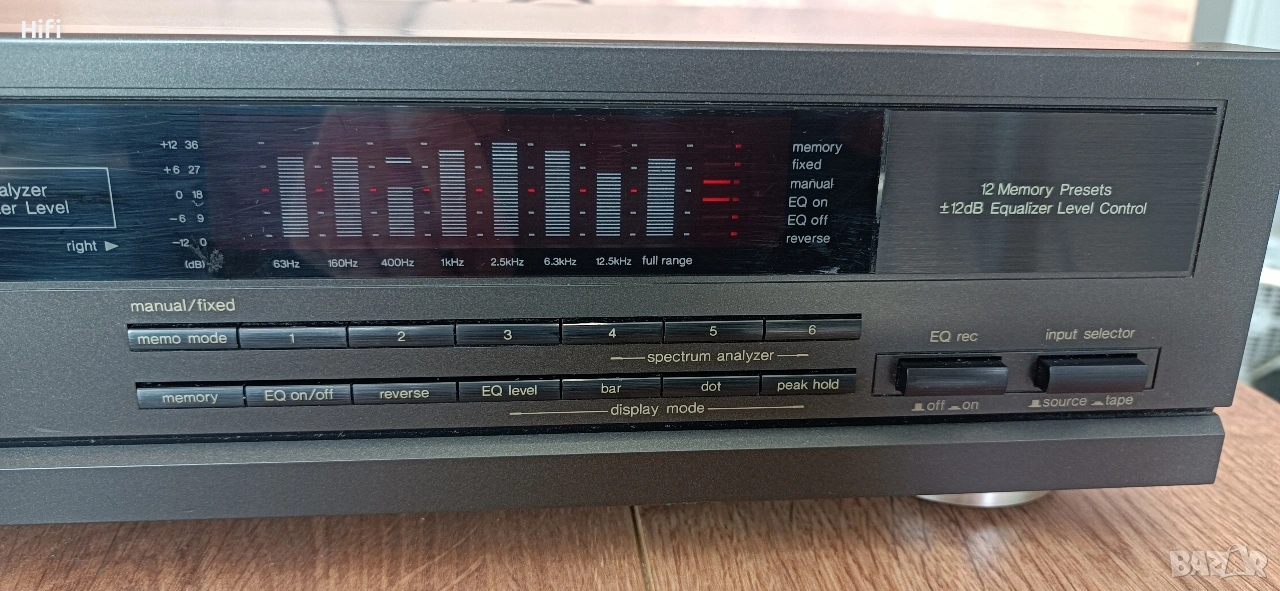 Hifi
+12 36
+6 27
0 18
-6 9
-12 0
(dB)
alyzer
er Level
right ▶
63Hz 160Hz 400Hz 1kHz 2.5kHz 6.3kHz 12.5kHz full range
memory
fixed
manual
EQ on
EQ off
reverse
12 Memory Presets
±12dB Equalizer Level Control
manual/fixed
memo mode 1 2 3 4 5 6
spectrum analyzer
memory EQ on/off reverse EQ level bar dot peak hold
display mode
EQ rec input selector
off on source tape
BAZAR